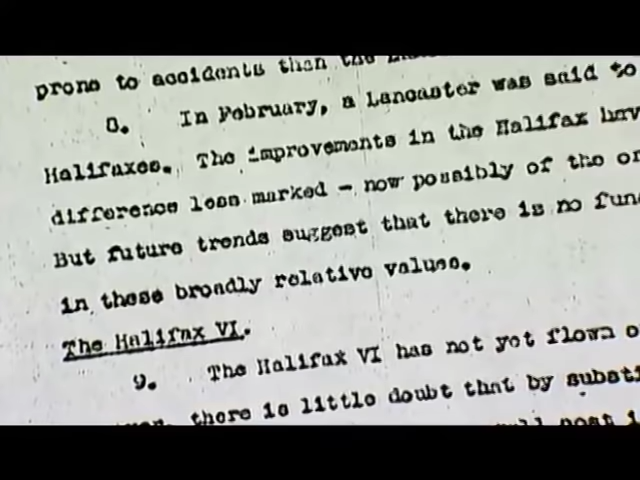 prone to accidents than the
8. In February, a Lancaster was said to
Halifaxes. The improvements in the Halifax hav
difference less marked - now possibly of the or
But future trends suggest that there is no fund
in these broadly relative values.
The Halifax VI.
9. The Halifax VI has not yet flown o
there is little doubt that by substi